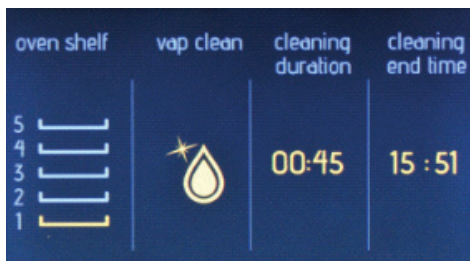 oven shelf
vap clean
cleaning
duration
cleaning
end time
5
4
3
2
1
00:45
15:51